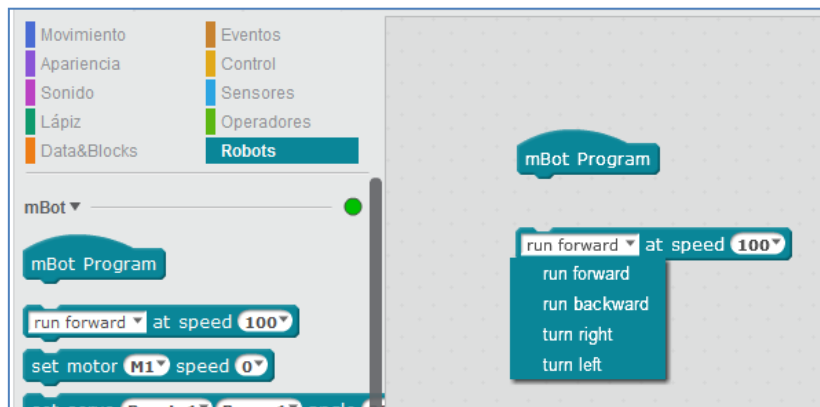 Movimiento
Eventos
Apariencia
Control
Sonido
Sensores
Lápiz
Operadores
Data&Blocks
Robots
mBot
mBot Program
run forward at speed 100
set motor M1 speed 0
mBot Program
run forward at speed 100
run forward
run backward
turn right
turn left